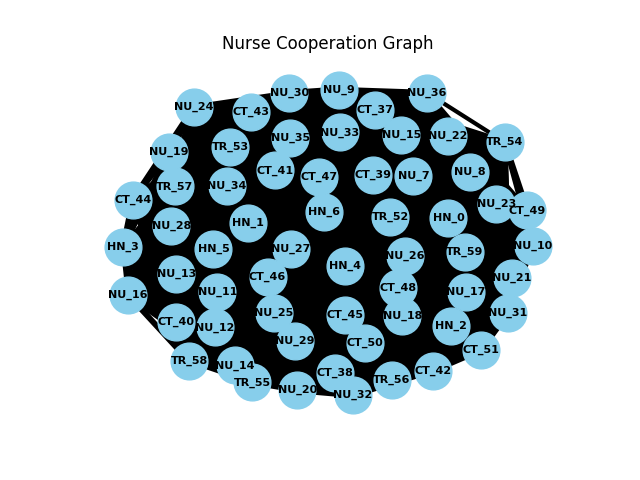 Nurse Cooperation Graph
NU_30 NU_9 NU_36
NU_24 CT_43 CT_37
NU_35 NU_33 NU_15 NU_22 TR_54
NU_19 TR_53
CT_41 CT_47 CT_39 NU_7 NU_8
TR_57 NU_34
CT_44 HN_6 TR_52 HN_0 NU_23 CT_49
NU_28 HN_1
HN_3 HN_5 NU_27 NU_26 TR_59 NU_10
NU_13 CT_46 HN_4 NU_21
NU_16 NU_11 CT_48 NU_17
CT_40 NU_12 NU_25 CT_45 NU_18 HN_2 NU_31
NU_29 CT_50 CT_51
TR_58 NU_14 CT_38 CT_42
TR_55 NU_20 NU_32 TR_56